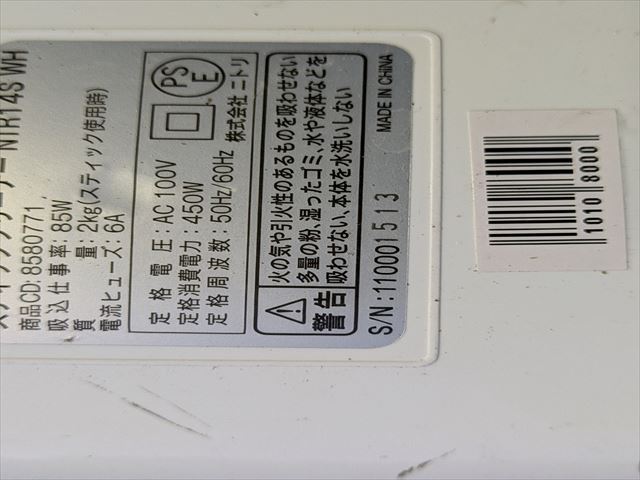 スティッククリーナー NTR14S WH
商品CD: 8580771
吸込仕事率: 85W
質量: 2kg(スティック使用時)
電流ヒューズ: 6A
定格電圧: AC 100V
定格消費電力: 450W
定格周波数: 50Hz/60Hz
PSE
株式会社 ニトリ
警告
火の気や引火性のあるものを吸わせない
多量の粉、湿ったゴミ、水や液体などを
吸わせない、本体を水洗いしない
S/N:110001513
MADE IN CHINA
1010 8000